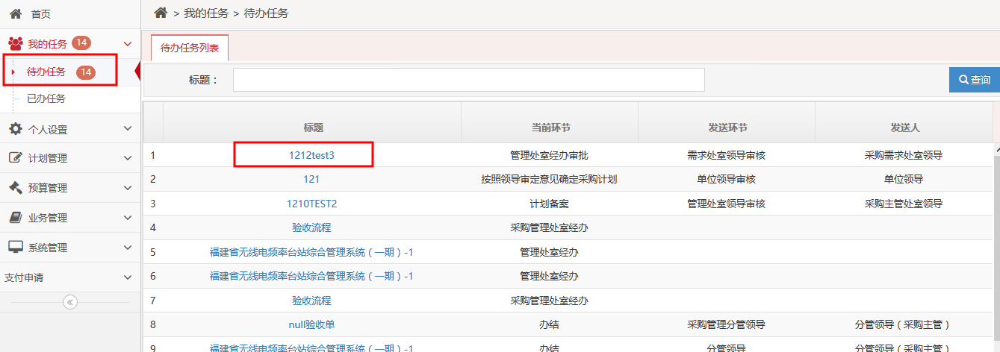 首页
我的任务 14
待办任务 14
已办任务
个人设置
计划管理
预算管理
业务管理
系统管理
支付申请
> 我的任务 > 待办任务
待办任务列表
标题： 查询
标题 当前环节 发送环节 发送人
1 1212test3 管理处室经办审批 需求处室领导审核 采购需求处室领导
2 121 按照领导审定意见确定采购计划 单位领导审核 单位领导
3 1210TEST2 计划备案 管理处室领导审核 采购主管处室领导
4 验收流程 采购管理处室经办
5 福建省无线电频率台站综合管理系统（一期）-1 管理处室经办
6 福建省无线电频率台站综合管理系统（一期）-1 管理处室经办
7 验收流程 采购管理处室经办
8 null验收单 办结 采购管理分管领导 分管领导（采购主管）
9 福建省无线电频率台站综合管理系统（一期）-1 办结 分管领导 分管领导（采购主管）